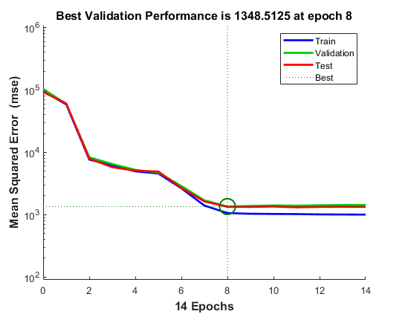 Best Validation Performance is 1348.5125 at epoch 8
Mean Squared Error (mse)
10^6
10^5
10^4
10^3
10^2
Train
Validation
Test
Best
0 2 4 6 8 10 12 14
14 Epochs